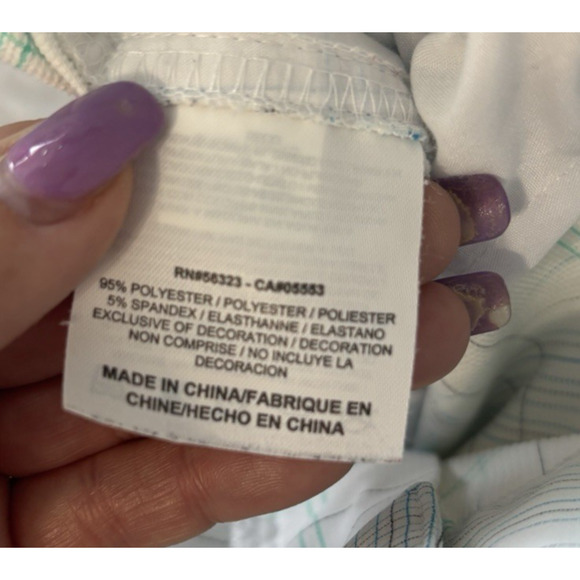 RN#56323 - CA#05553
95% POLYESTER / POLYESTER / POLIESTER
5% SPANDEX / ELASTHANNE / ELASTANO
EXCLUSIVE OF DECORATION / DECORATION
NON COMPRISE / NO INCLUYE LA
DECORACION
MADE IN CHINA/FABRIQUE EN
CHINE/HECHO EN CHINA